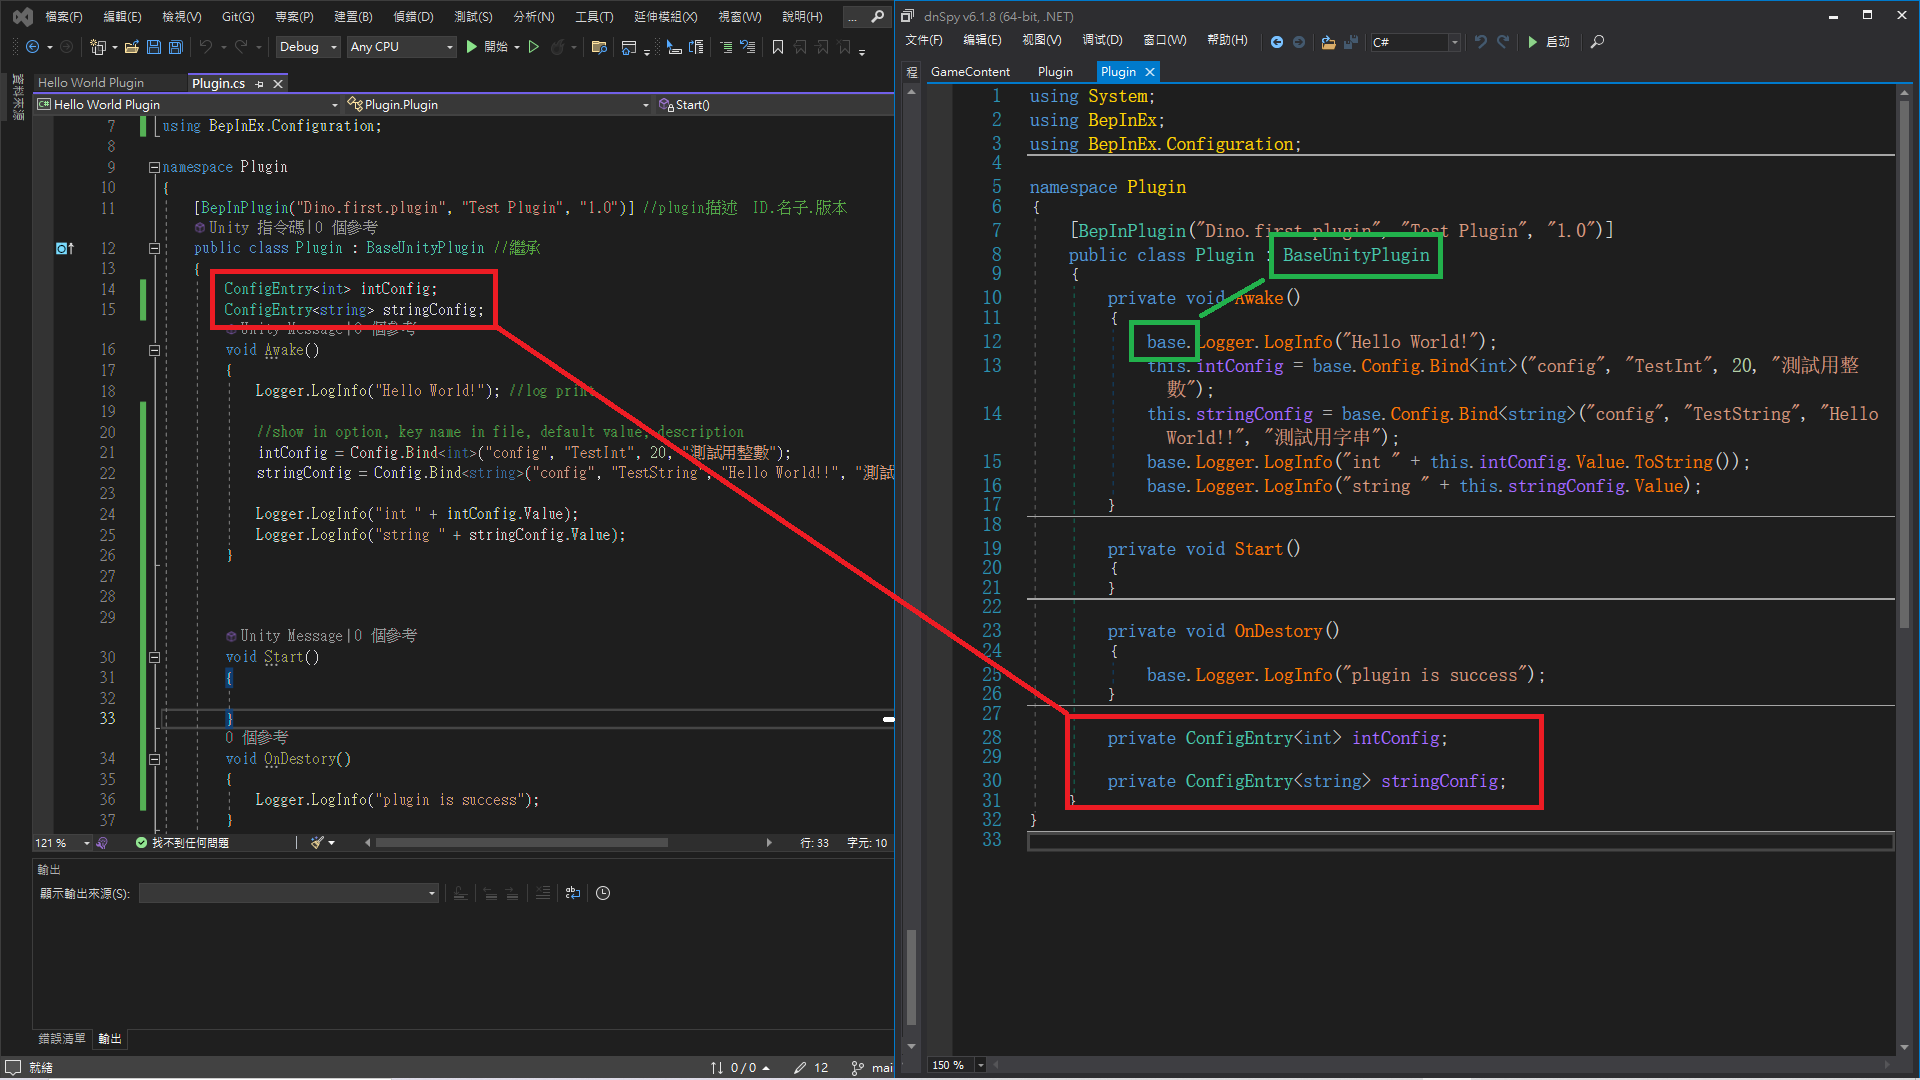 檔案(F) 編輯(E) 檢視(V) Git(G) 專案(P) 建置(B) 偵錯(D) 測試(S) 分析(N) 工具(T) 延伸模組(X) 視窗(W) 說明(H) ...
Debug Any CPU 開始
Hello World Plugin Plugin.cs
Hello World Plugin Plugin.Plugin Start()
7 using BepInEx.Configuration;
8
9 namespace Plugin
10 {
11 [BepInPlugin("Dino.first.plugin", "Test Plugin", "1.0")] //plugin描述 ID.名子.版本
Unity 指令碼|0 個參考
12 public class Plugin : BaseUnityPlugin //繼承
13 {
14 ConfigEntry<int> intConfig;
15 ConfigEntry<string> stringConfig;
Unity Message|0 個參考
16 void Awake()
17 {
18 Logger.LogInfo("Hello World!"); //log print
19
20 //show in option, key name in file, default value, description
21 intConfig = Config.Bind<int>("config", "TestInt", 20, "測試用整數");
22 stringConfig = Config.Bind<string>("config", "TestString", "Hello World!!", "測試
23
24 Logger.LogInfo("int " + intConfig.Value);
25 Logger.LogInfo("string " + stringConfig.Value);
26 }
27
28
29
Unity Message|0 個參考
30 void Start()
31 {
32
33 }
0 個參考
34 void OnDestory()
35 {
36 Logger.LogInfo("plugin is success");
37 }
121 % 找不到任何問題 行: 33 字元: 10
輸出
顯示輸出來源(S):
錯誤清單 輸出
就緒 0 / 0 12 mai
dnSpy v6.1.8 (64-bit, .NET)
文件(F) 编辑(E) 视图(V) 调试(D) 窗口(W) 帮助(H) C# 启动
程 GameContent Plugin Plugin
1 using System;
2 using BepInEx;
3 using BepInEx.Configuration;
4
5 namespace Plugin
6 {
7 [BepInPlugin("Dino.first.plugin", "Test Plugin", "1.0")]
8 public class Plugin : BaseUnityPlugin
9 {
10 private void Awake()
11 {
12 base.Logger.LogInfo("Hello World!");
13 this.intConfig = base.Config.Bind<int>("config", "TestInt", 20, "測試用整
數");
14 this.stringConfig = base.Config.Bind<string>("config", "TestString", "Hello
World!!", "測試用字串");
15 base.Logger.LogInfo("int " + this.intConfig.Value.ToString());
16 base.Logger.LogInfo("string " + this.stringConfig.Value);
17 }
18
19 private void Start()
20 {
21 }
22
23 private void OnDestory()
24 {
25 base.Logger.LogInfo("plugin is success");
26 }
27
28 private ConfigEntry<int> intConfig;
29
30 private ConfigEntry<string> stringConfig;
31 }
32 }
33
150 %